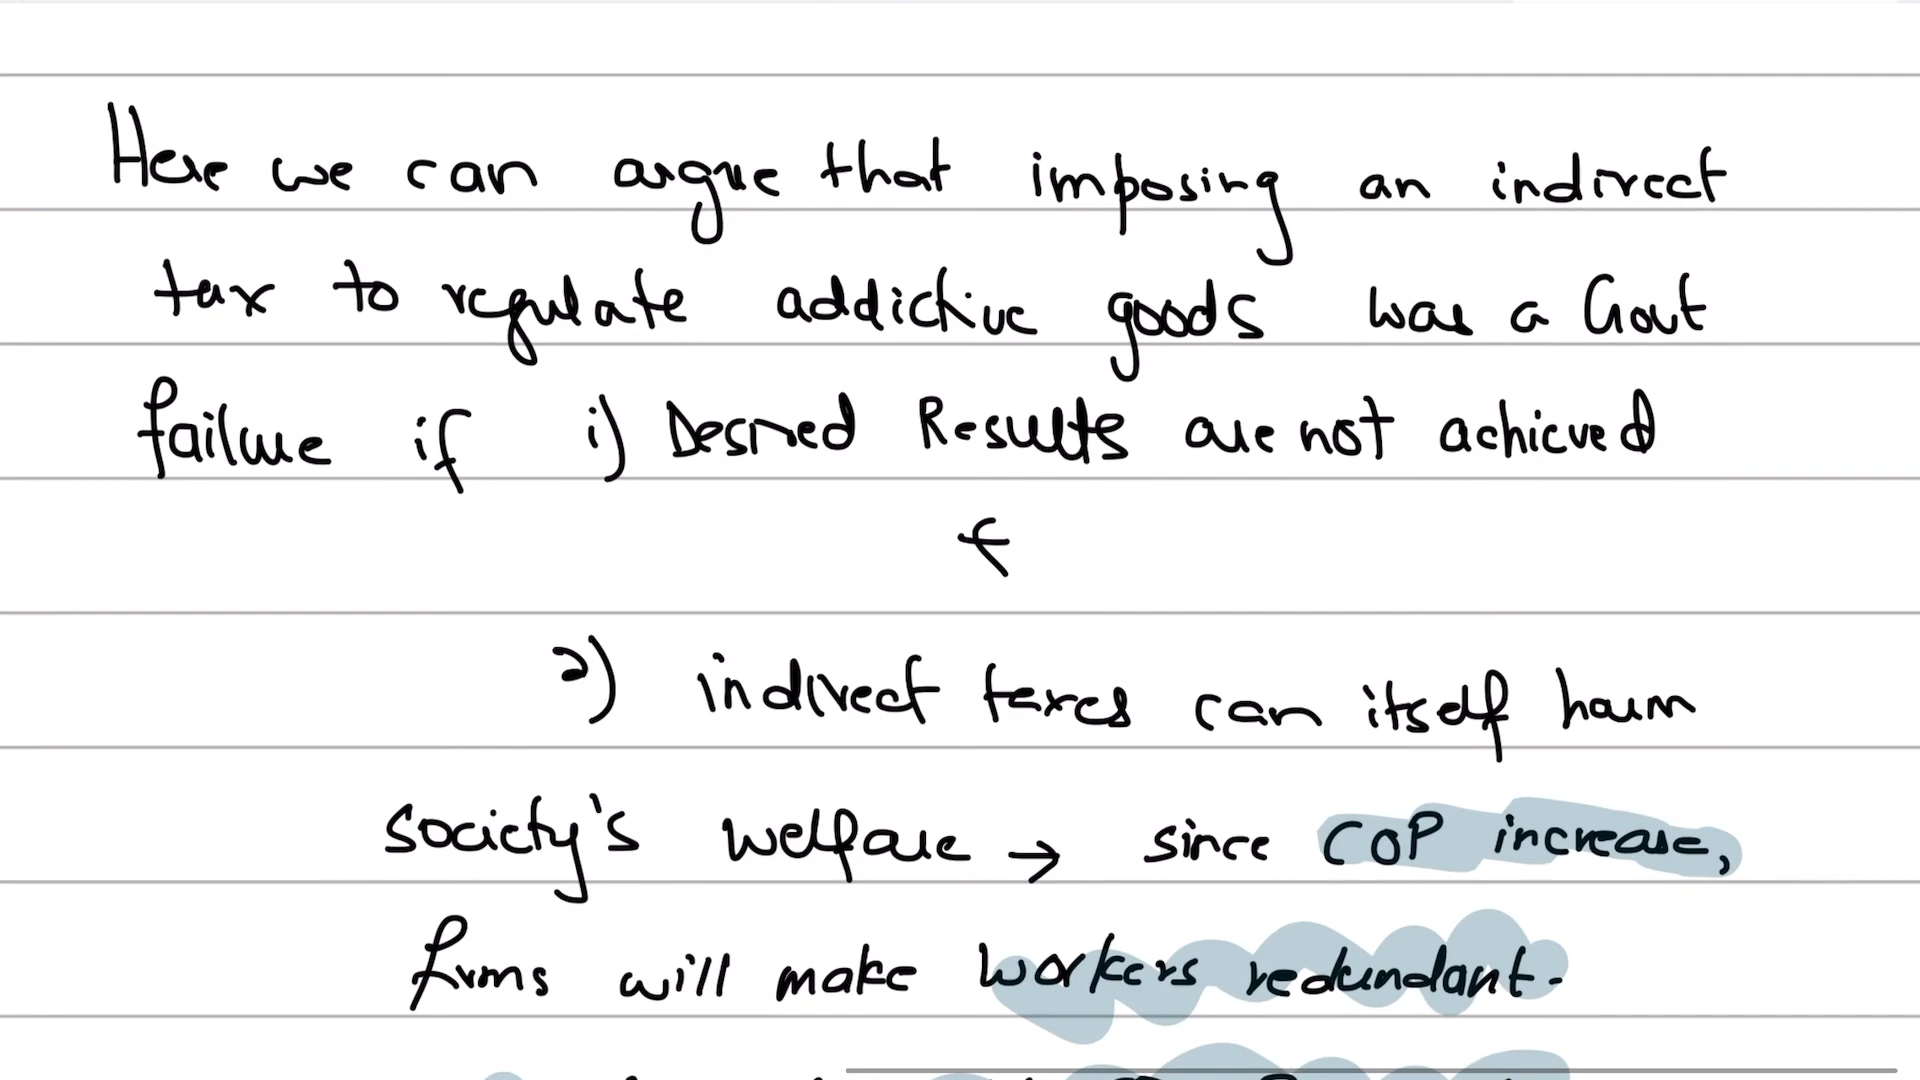 Here we can argue that imposing an indirect
tax to regulate addictive goods was a Govt
failure if i) Desired Results are not achieved
&
2) indirect taxes can itself harm
society's welfare → since COP increase,
firms will make workers redundant.